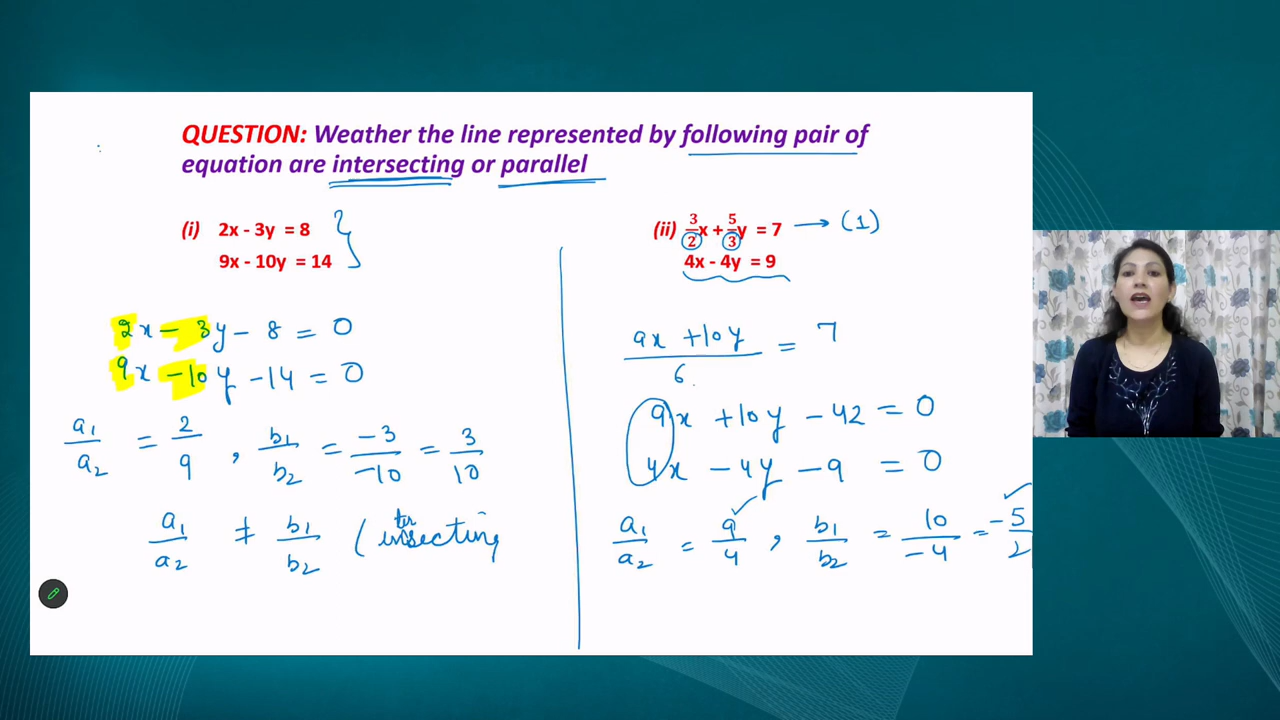 QUESTION: Weather the line represented by following pair of
equation are intersecting or parallel
(i) 2x - 3y = 8
9x - 10y = 14
2x - 3y - 8 = 0
9x - 10y - 14 = 0
a₁/a₂ = 2/9 , b₁/b₂ = -3/-10 = 3/10
a₁/a₂ ≠ b₁/b₂ (intersecting
(ii) 3/2x + 5/3y = 7 → (1)
4x - 4y = 9
9x + 10y / 6 = 7
9x + 10y - 42 = 0
4x - 4y - 9 = 0
a₁/a₂ = 9/4 , b₁/b₂ = 10/-4 = -5/2